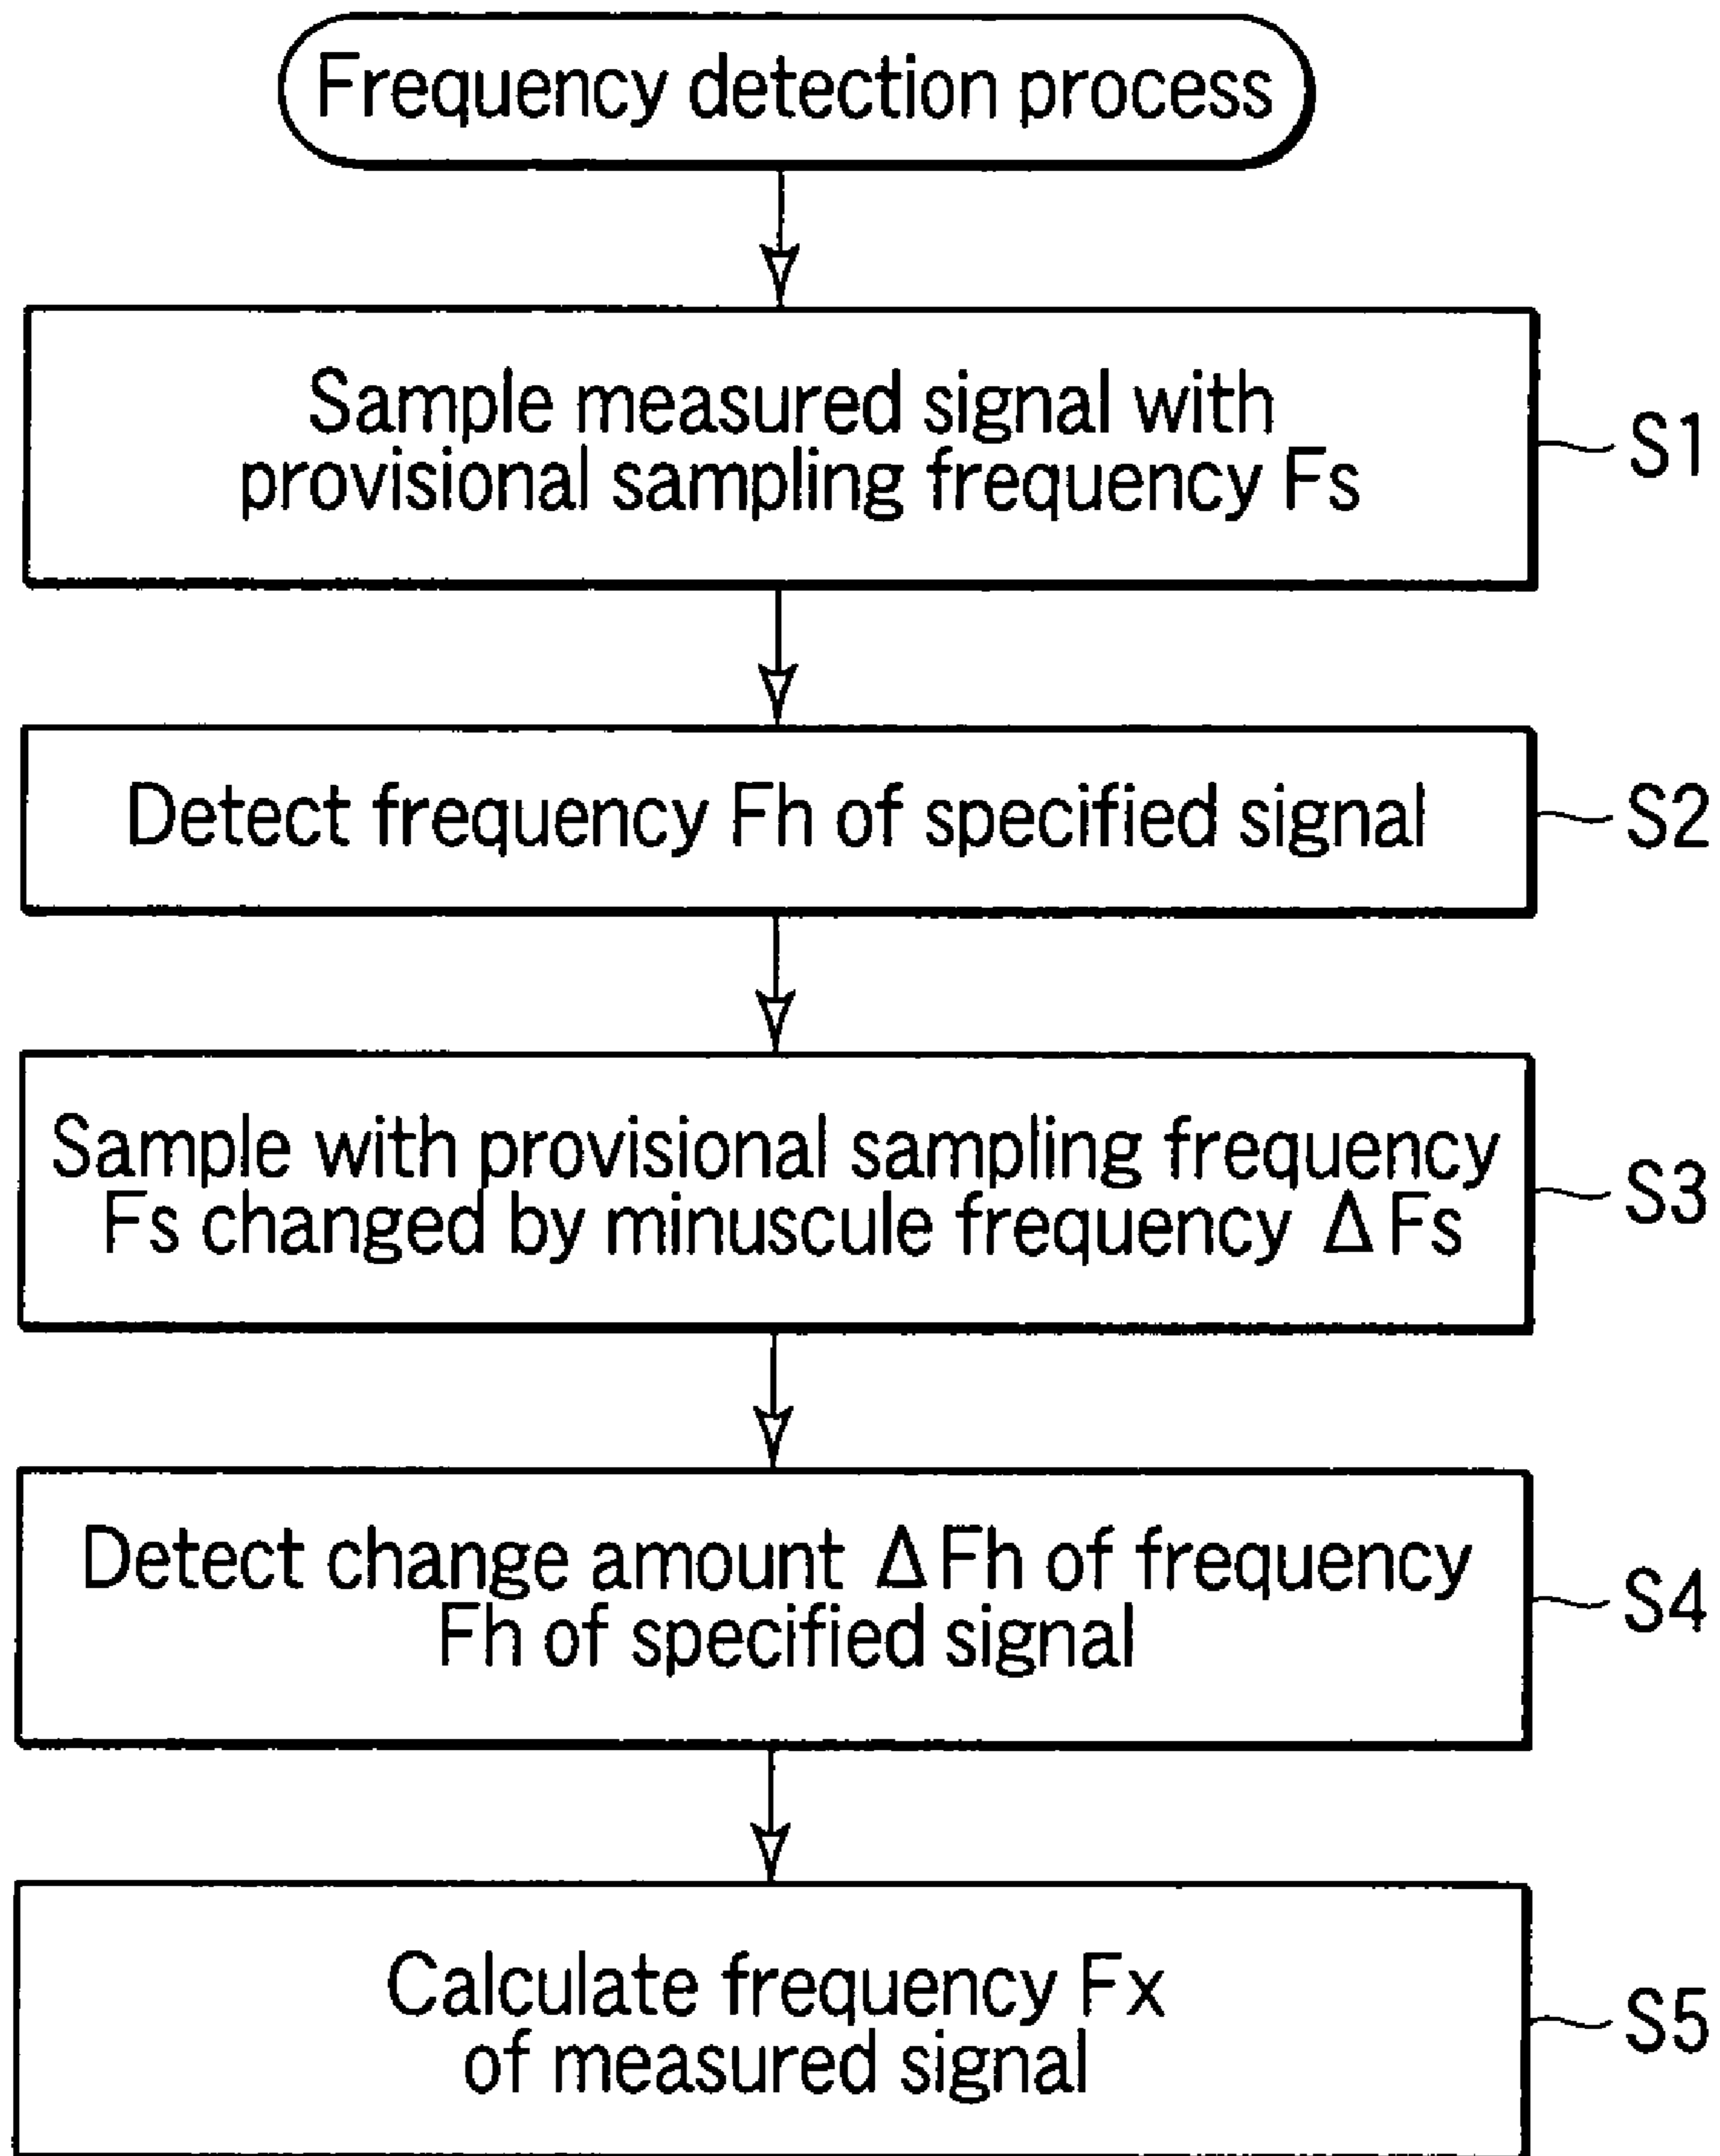 Frequency detection process
Sample measured signal with
provisional sampling frequency Fs
S1
Detect frequency Fh of specified signal
S2
Sample with provisional sampling frequency
Fs changed by minuscule frequency Δ Fs
S3
Detect change amount ΔFh of frequency
Fh of specified signal
S4
Calculate frequency Fx
of measured signal
S5